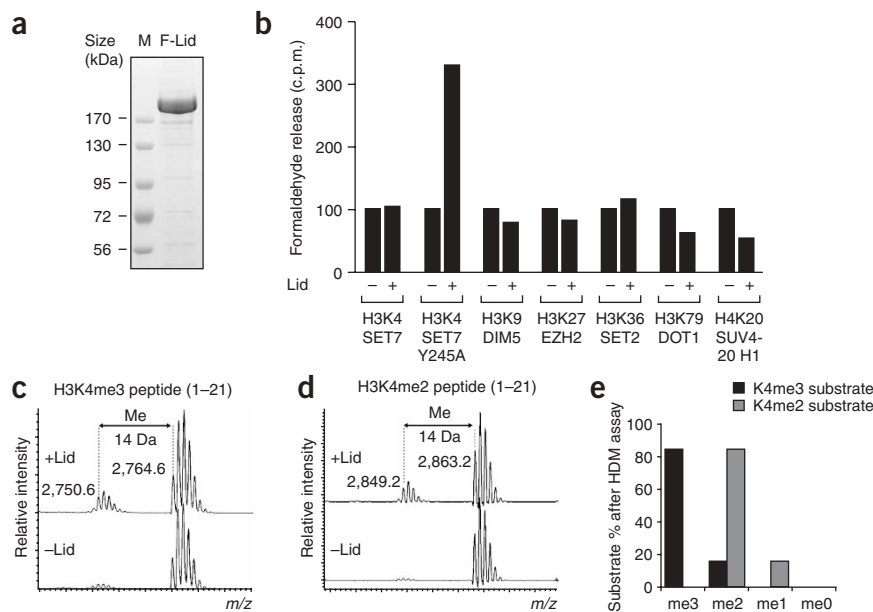 a
Size
(kDa)
M F-Lid
170
130
95
72
56
b
Formaldehyde release (c.p.m.)
400
300
200
100
0
Lid – + – + – + – + – + – + – +
H3K4
SET7
H3K4
SET7
Y245A
H3K9
DIM5
H3K27
EZH2
H3K36
SET2
H3K79
DOT1
H4K20
SUV4-
20 H1
c
H3K4me3 peptide (1–21)
Me
14 Da
+Lid
2,764.6
2,750.6
–Lid
Relative intensity
m/z
d
H3K4me2 peptide (1–21)
Me
14 Da
+Lid
2,863.2
2,849.2
–Lid
Relative intensity
m/z
e
K4me3 substrate
K4me2 substrate
Substrate % after HDM assay
100
80
60
40
20
0
me3 me2 me1 me0